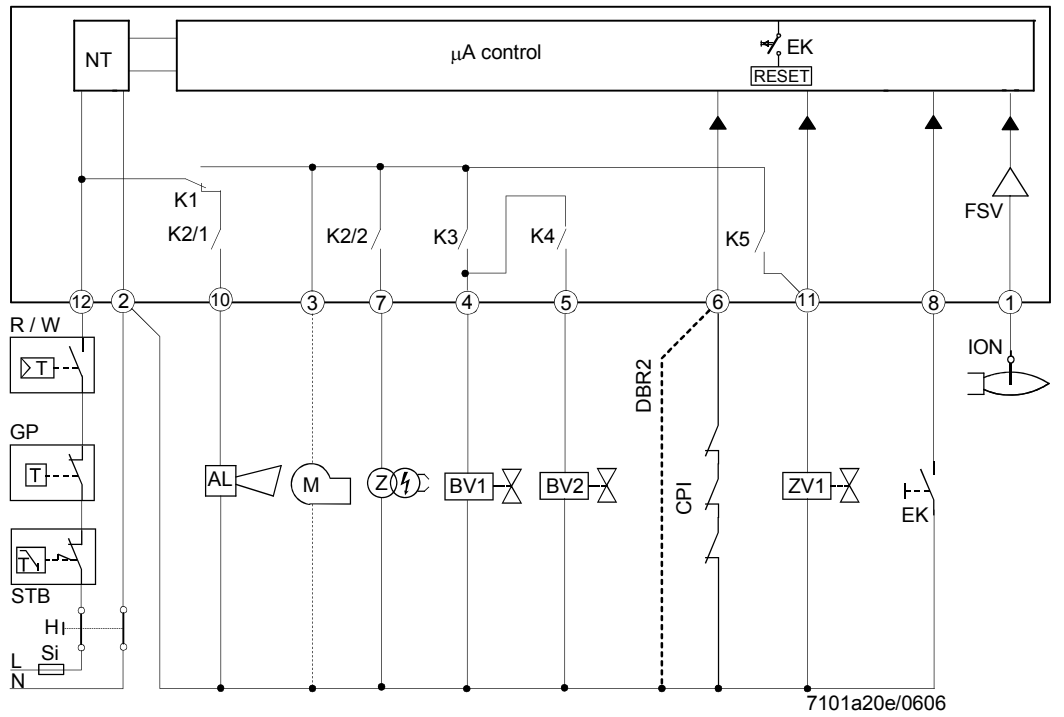 NT
µA control
EK
RESET
K1
K2/1
K2/2
K3
K4
K5
FSV
12
2
10
3
7
4
5
6
11
8
1
R / W
T
GP
T
STB
T
H
Si
L
N
AL
M
Z
BV1
BV2
DBR2
CPI
ZV1
EK
ION
7101a20e/0606